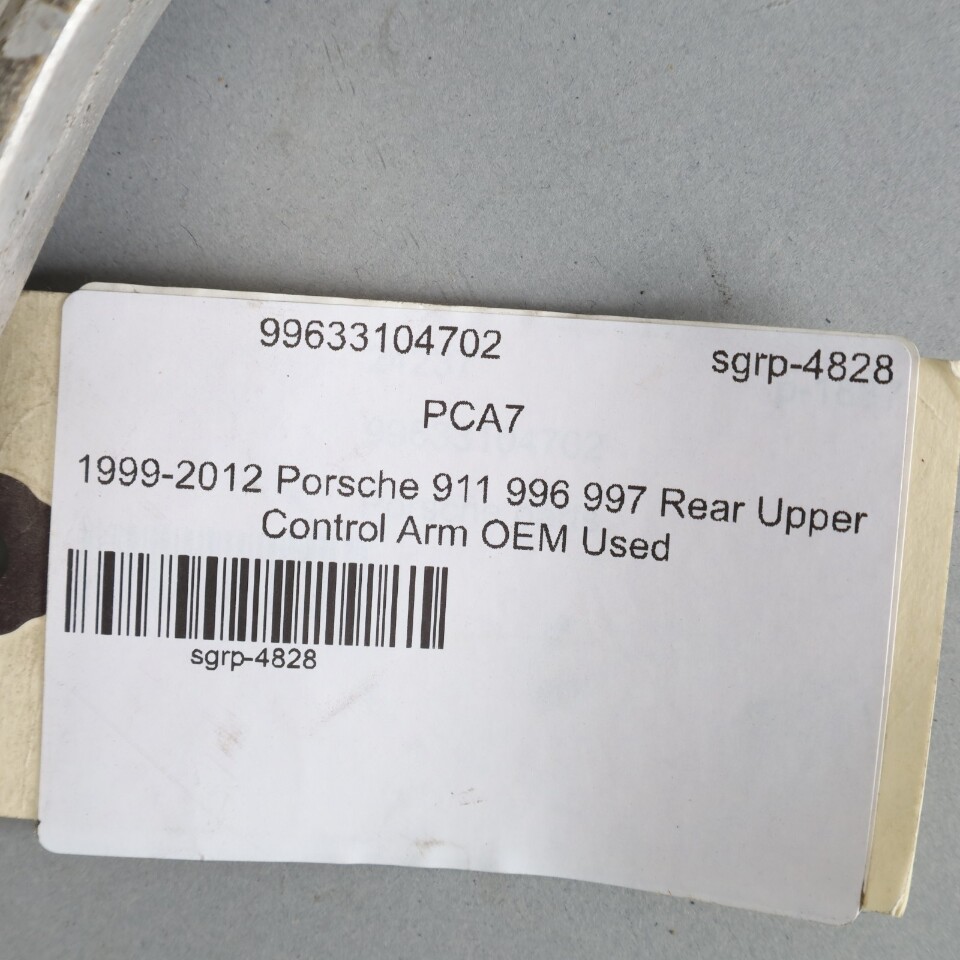 99633104702
sgrp-4828
PCA7
1999-2012 Porsche 911 996 997 Rear Upper
Control Arm OEM Used
sgrp-4828